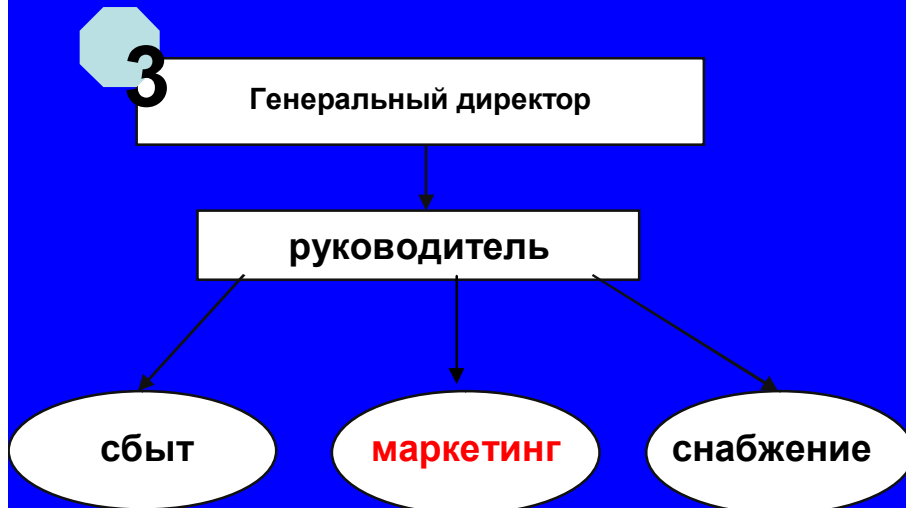 3
Генеральный директор
руководитель
сбыт
маркетинг
снабжение